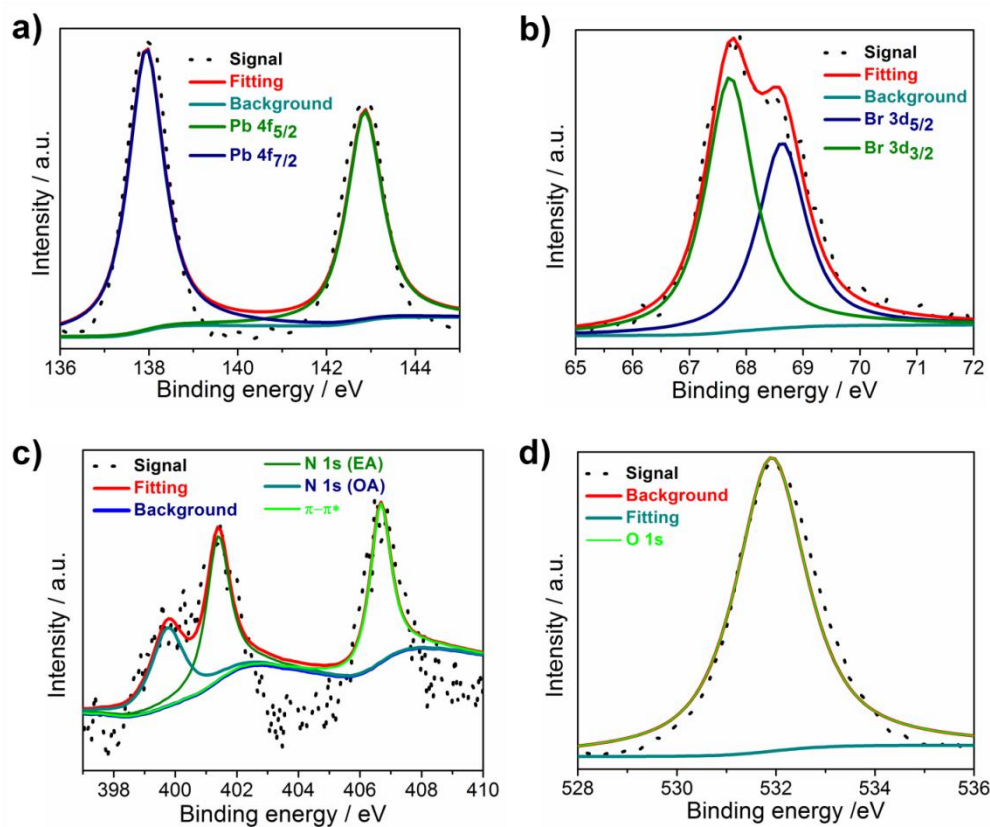 a)
Signal
Fitting
Background
Pb 4f5/2
Pb 4f7/2
Intensity / a.u.
136 138 140 142 144
Binding energy / eV
b)
Signal
Fitting
Background
Br 3d5/2
Br 3d3/2
Intensity / a.u.
65 66 67 68 69 70 71 72
Binding energy / eV
c)
Signal
Fitting
Background
N 1s (EA)
N 1s (OA)
π-π*
Intensity / a.u.
398 400 402 404 406 408 410
Binding energy / eV
d)
Signal
Background
Fitting
O 1s
Intensity / a.u.
528 530 532 534 536
Binding energy /eV